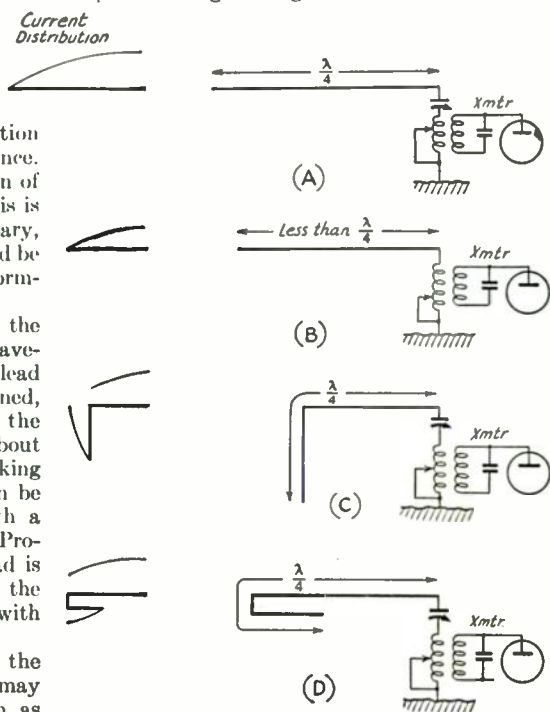 Current
Distribution
λ/4
Xmtr
(A)
tion
nce.
n of
is is
ary,
d be
orm-
Less than λ/4
Xmtr
(B)
the
ave-
lead
ned,
the
bout
king
n be
h a
Pro-
d is
the
with
λ/4
Xmtr
(C)
λ/4
Xmtr
(D)
the
may
as